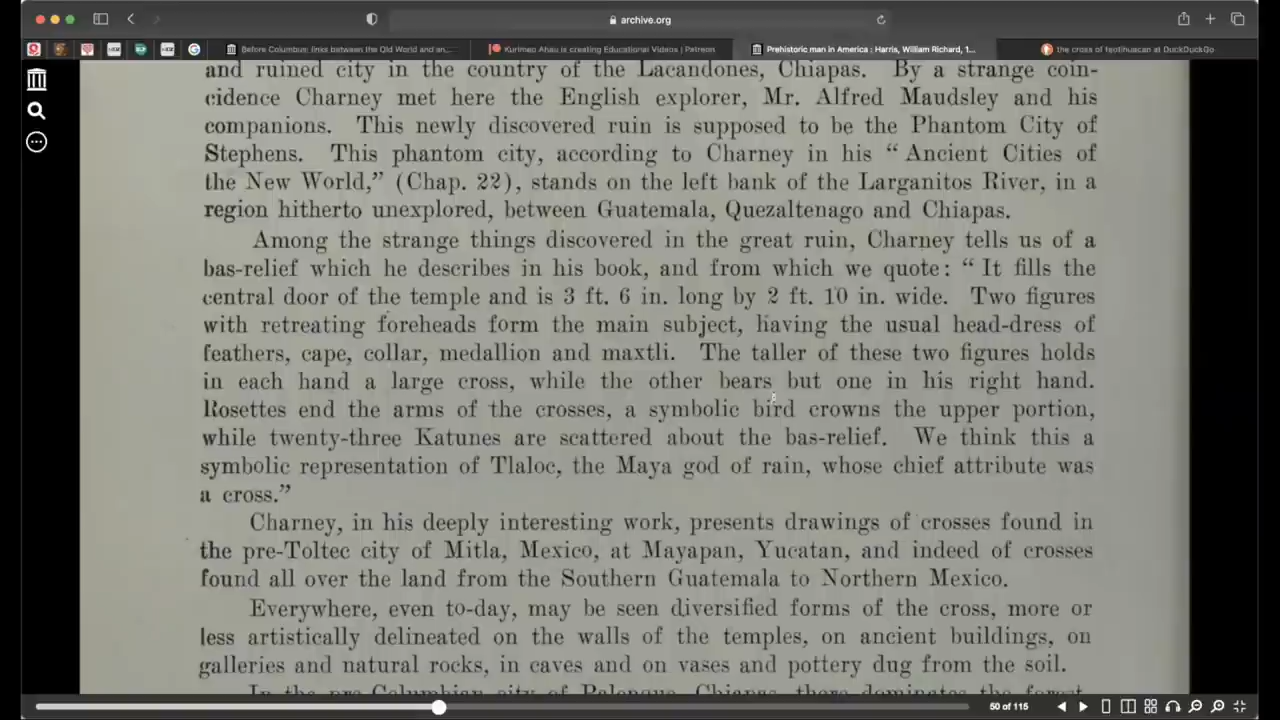 archive.org
Before Columbus: links between the Old World and an...
Kurimeo Ahau is creating Educational Videos | Patreon
Prehistoric man in America : Harris, William Richard, 1...
the cross of teotihuacan at DuckDuckGo
and ruined city in the country of the Lacandones, Chiapas. By a strange coin-
cidence Charney met here the English explorer, Mr. Alfred Maudsley and his
companions. This newly discovered ruin is supposed to be the Phantom City of
Stephens. This phantom city, according to Charney in his “ Ancient Cities of
the New World,” (Chap. 22), stands on the left bank of the Larganitos River, in a
region hitherto unexplored, between Guatemala, Quezaltenago and Chiapas.
Among the strange things discovered in the great ruin, Charney tells us of a
bas-relief which he describes in his book, and from which we quote: “ It fills the
central door of the temple and is 3 ft. 6 in. long by 2 ft. 10 in. wide. Two figures
with retreating foreheads form the main subject, having the usual head-dress of
feathers, cape, collar, medallion and maxtli. The taller of these two figures holds
in each hand a large cross, while the other bears but one in his right hand.
Rosettes end the arms of the crosses, a symbolic bird crowns the upper portion,
while twenty-three Katunes are scattered about the bas-relief. We think this a
symbolic representation of Tlaloc, the Maya god of rain, whose chief attribute was
a cross.”
Charney, in his deeply interesting work, presents drawings of crosses found in
the pre-Toltec city of Mitla, Mexico, at Mayapan, Yucatan, and indeed of crosses
found all over the land from the Southern Guatemala to Northern Mexico.
Everywhere, even to-day, may be seen diversified forms of the cross, more or
less artistically delineated on the walls of the temples, on ancient buildings, on
galleries and natural rocks, in caves and on vases and pottery dug from the soil.
In the pre-Columbian city of Palenque, Chiapas, there dominates the forest
50 of 115